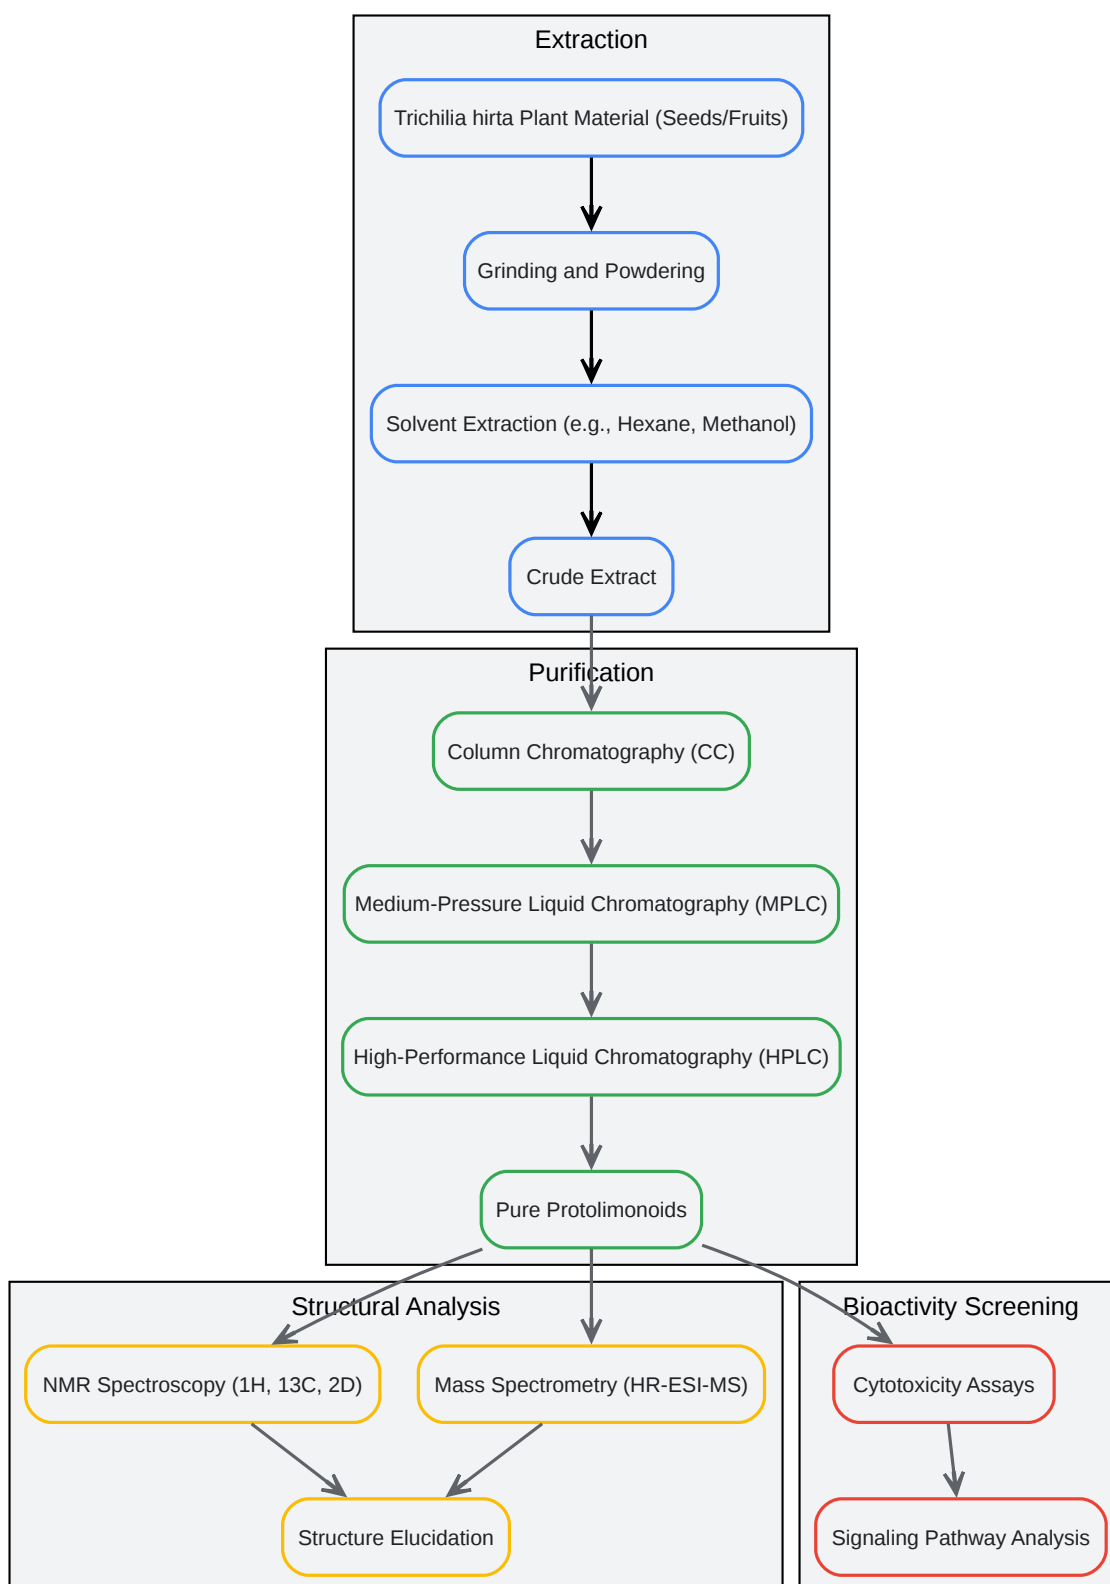 Extraction
Trichilia hirta Plant Material (Seeds/Fruits)
Grinding and Powdering
Solvent Extraction (e.g., Hexane, Methanol)
Crude Extract
Purification
Column Chromatography (CC)
Medium-Pressure Liquid Chromatography (MPLC)
High-Performance Liquid Chromatography (HPLC)
Pure Protolimonoids
Structural Analysis
NMR Spectroscopy (1H, 13C, 2D)
Mass Spectrometry (HR-ESI-MS)
Structure Elucidation
Bioactivity Screening
Cytotoxicity Assays
Signaling Pathway Analysis